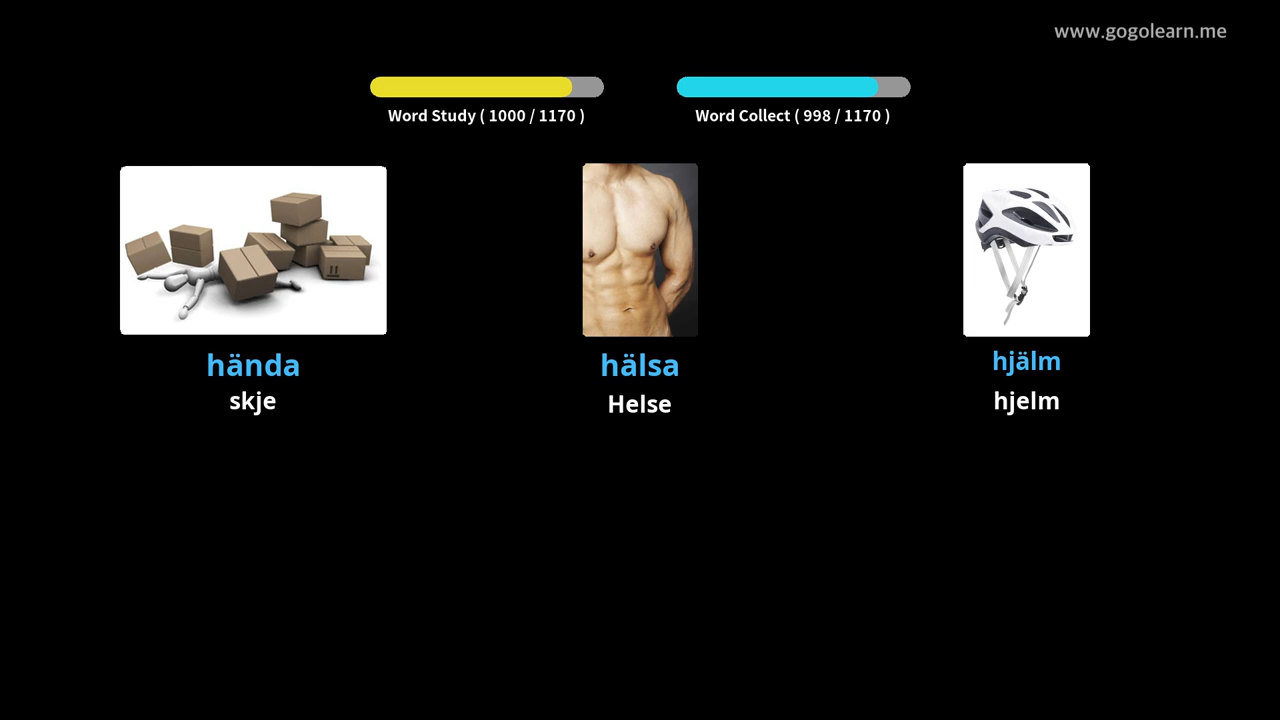 www.gogolearn.me
Word Study ( 1000 / 1170 )
Word Collect ( 998 / 1170 )
hända
skje
hälsa
Helse
hjälm
hjelm